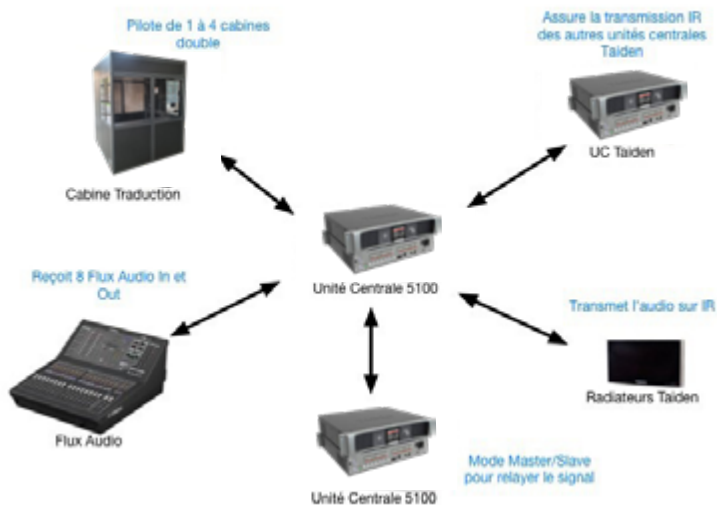 Pilote de 1 à 4 cabines
double
Cabine Traduction
Assure la transmission IR
des autres unités centrales
Taiden
UC Taiden
Unité Centrale 5100
Reçoit 8 Flux Audio In et
Out
Flux Audio
Transmet l'audio sur IR
Radiateurs Taiden
Mode Master/Slave
pour relayer le signal
Unité Centrale 5100